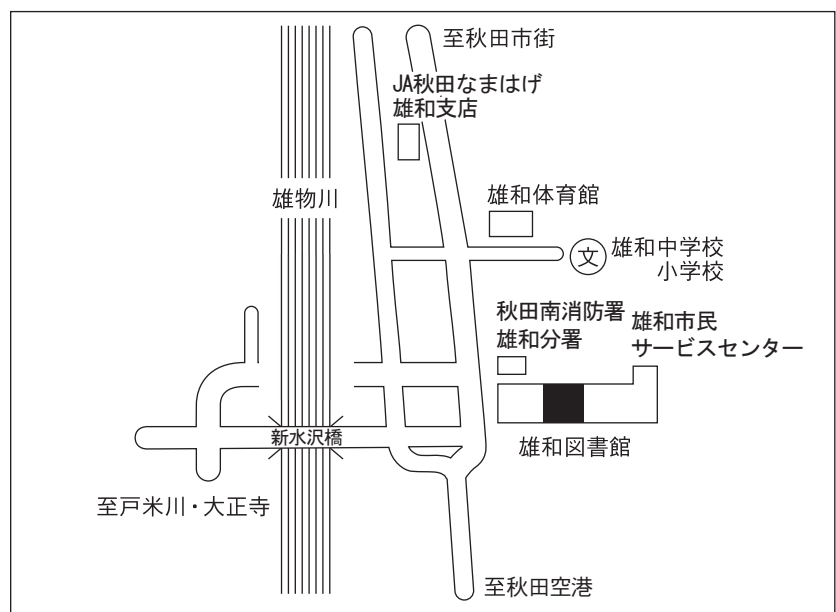 至秋田市街
JA秋田なまはげ
雄和支店
雄物川
雄和体育館
文
雄和中学校
小学校
秋田南消防署
雄和分署
雄和市民
サービスセンター
新水沢橋
雄和図書館
至戸米川・大正寺
至秋田空港